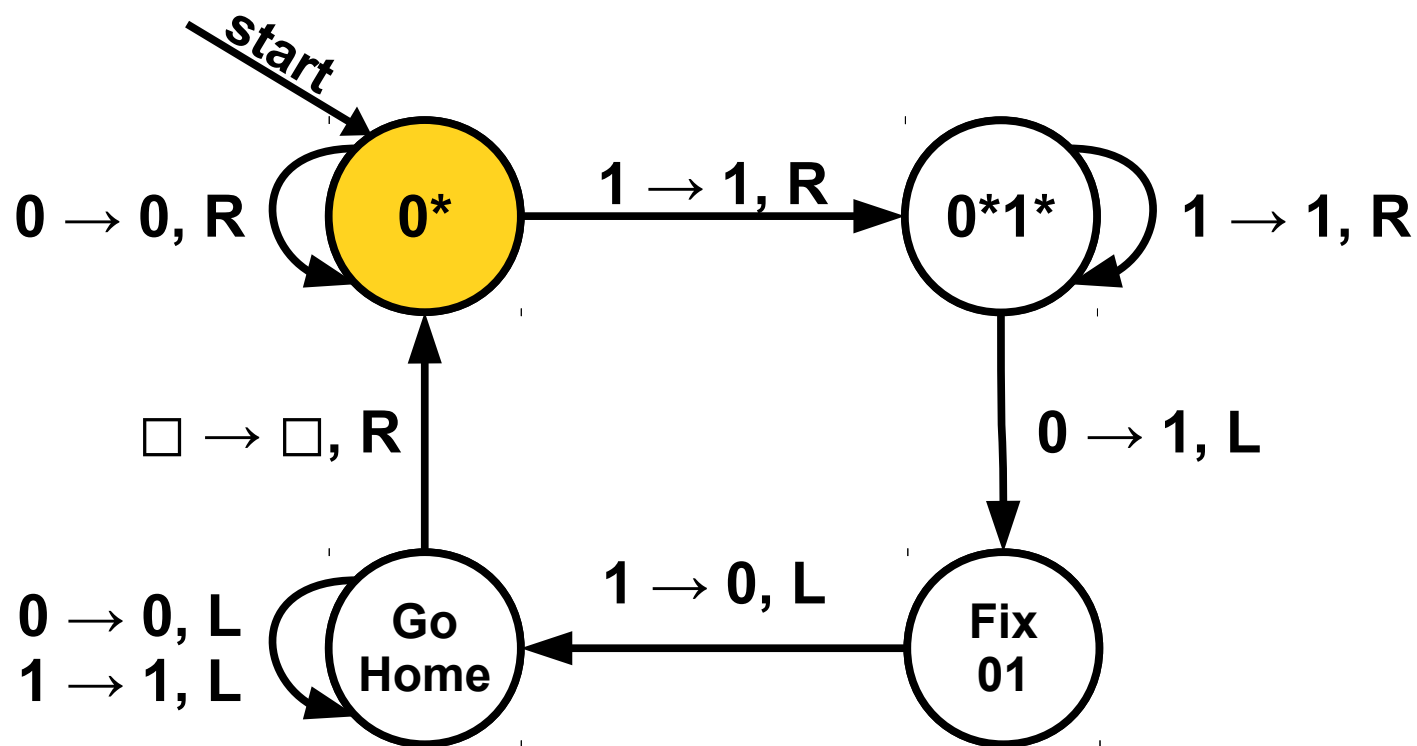 start
0 → 0, R
0*
1 → 1, R
0*1*
1 → 1, R
□ → □, R
0 → 1, L
0 → 0, L
1 → 1, L
Go
Home
1 → 0, L
Fix
01